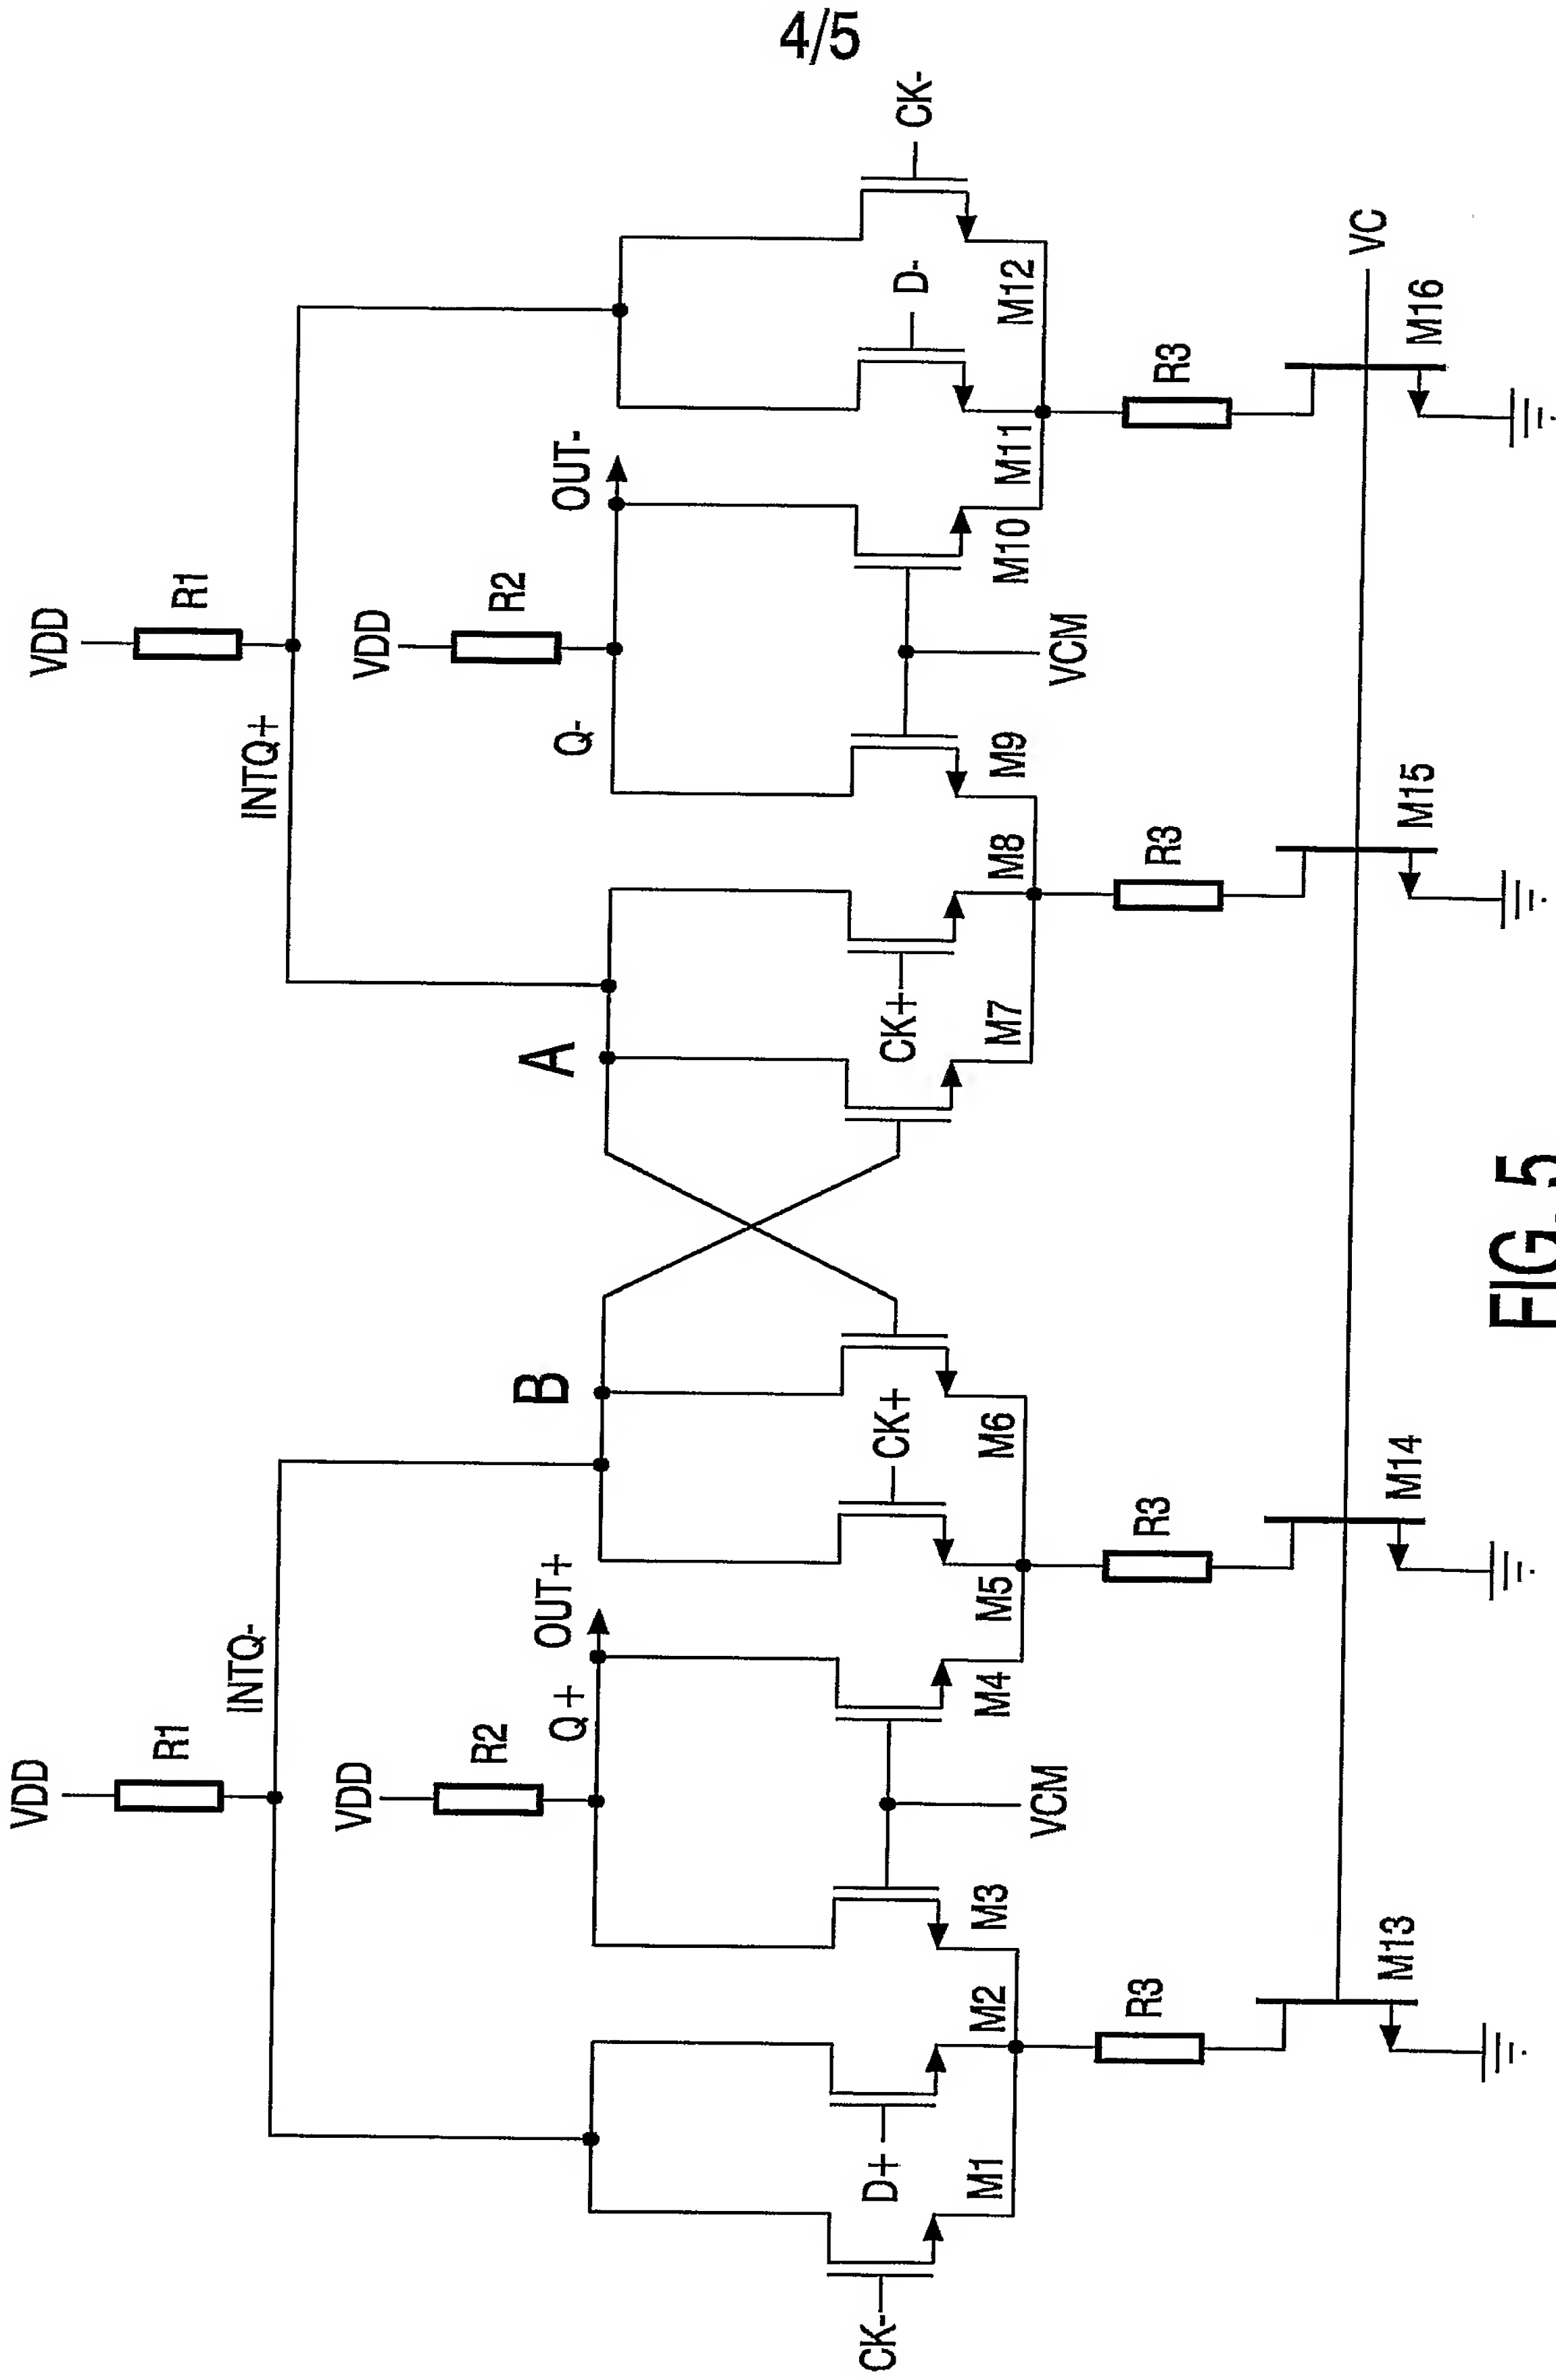 4/5
VDD
R1
INTQ-
VDD
R1
INTQ+
VDD
R2
Q+
OUT+
B
A
VDD
R2
Q-
OUT-
CK-
D+
VCM
CK+
CK+
VCM
D-
CK-
M1
M2
M3
M4
M5
M6
M7
M8
M9
M10
M11
M12
R3
R3
R3
R3
M13
M14
M15
M16
VC
FIG. 5